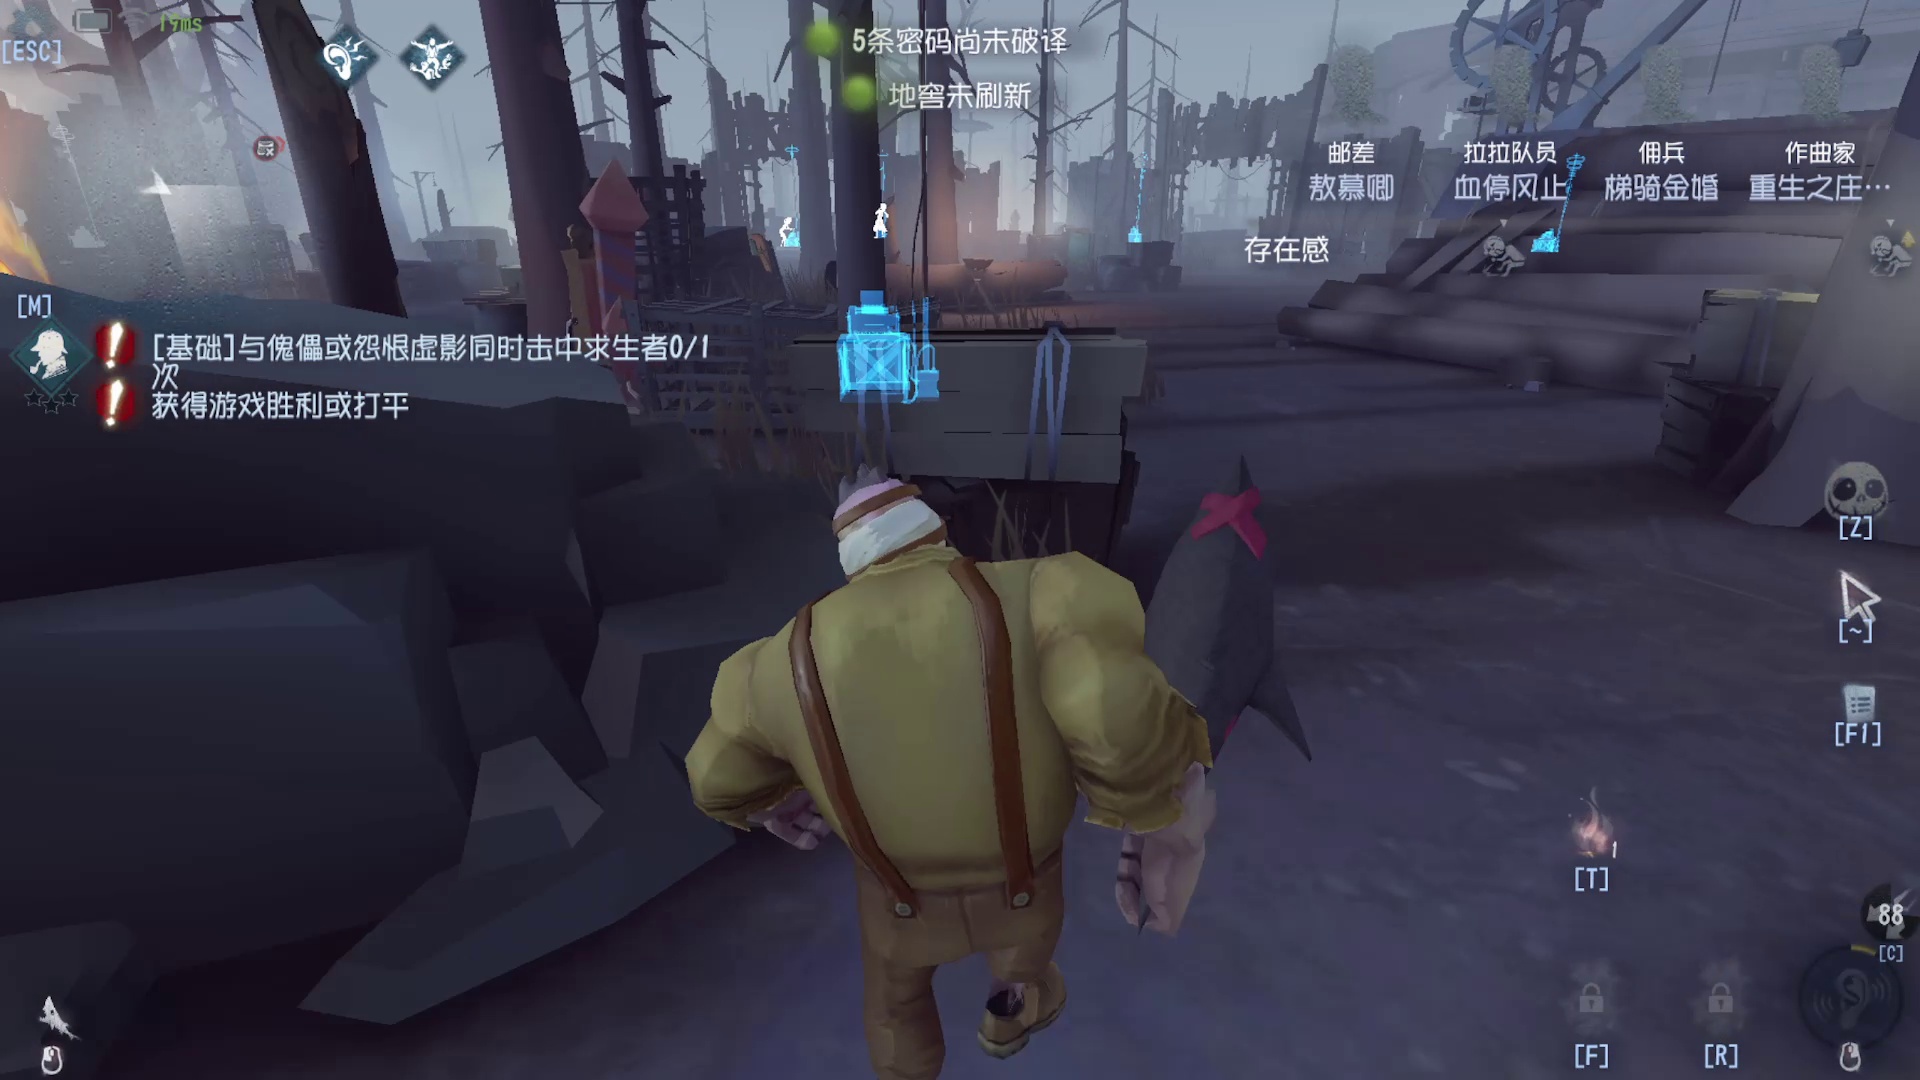 19ms
[ESC]
5条密码尚未破译
地窖未刷新
邮差 拉拉队员 佣兵 作曲家
敖慕卿 血停风止 梯骑金婚 重生之庄…
存在感
[M]
[基础]与傀儡或怨恨虚影同时击中求生者0/1
次
获得游戏胜利或打平
[Z]
[~]
[F1]
1
[T]
88
[C]
[F]
[R]